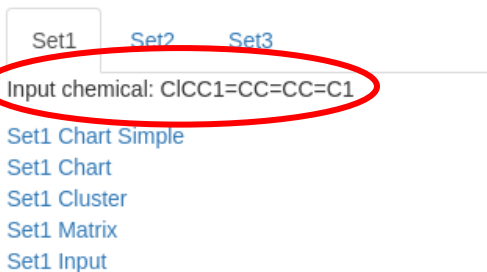 Set1 Set2 Set3
Input chemical: ClCC1=CC=CC=C1
Set1 Chart Simple
Set1 Chart
Set1 Cluster
Set1 Matrix
Set1 Input